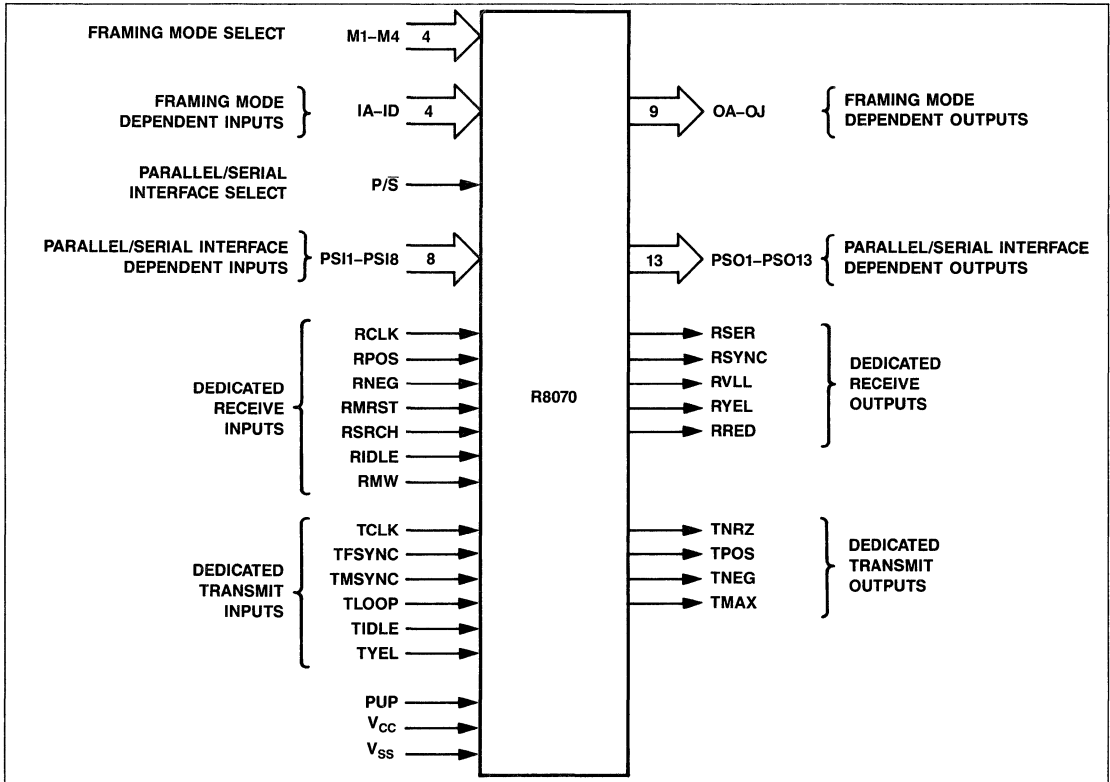 FRAMING MODE SELECT
M1–M4
4
FRAMING MODE
DEPENDENT INPUTS
IA–ID
4
PARALLEL/SERIAL
INTERFACE SELECT
P/S̅
PARALLEL/SERIAL INTERFACE
DEPENDENT INPUTS
PSI1–PSI8
8
DEDICATED
RECEIVE
INPUTS
RCLK
RPOS
RNEG
RMRST
RSRCH
RIDLE
RMW
DEDICATED
TRANSMIT
INPUTS
TCLK
TFSYNC
TMSYNC
TLOOP
TIDLE
TYEL
PUP
VCC
VSS
R8070
9
OA–OJ
FRAMING MODE
DEPENDENT OUTPUTS
13
PSO1–PSO13
PARALLEL/SERIAL INTERFACE
DEPENDENT OUTPUTS
RSER
RSYNC
RVLL
RYEL
RRED
DEDICATED
RECEIVE
OUTPUTS
TNRZ
TPOS
TNEG
TMAX
DEDICATED
TRANSMIT
OUTPUTS